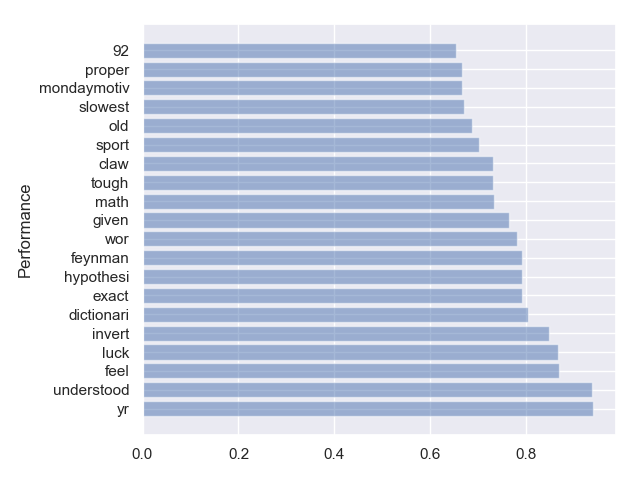 92
proper
mondaymotiv
slowest
old
sport
claw
tough
math
given
wor
feynman
hypothesi
exact
dictionari
invert
luck
feel
understood
yr
Performance
0.0 0.2 0.4 0.6 0.8